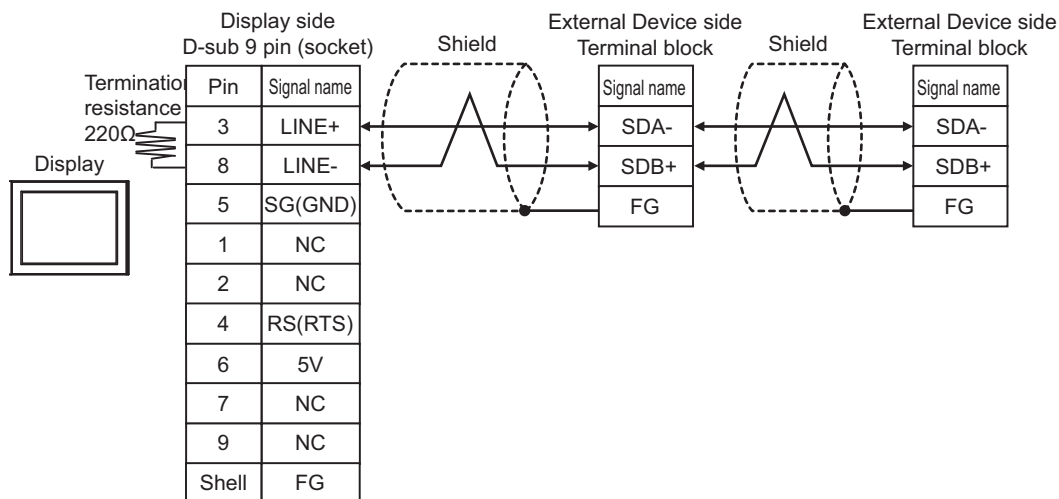 Display side
D-sub 9 pin (socket)
Shield
External Device side
Terminal block
Shield
External Device side
Terminal block
Termination
resistance
220Ω
Display
Pin Signal name
3 LINE+
8 LINE-
5 SG(GND)
1 NC
2 NC
4 RS(RTS)
6 5V
7 NC
9 NC
Shell FG
Signal name
SDA-
SDB+
FG
Signal name
SDA-
SDB+
FG